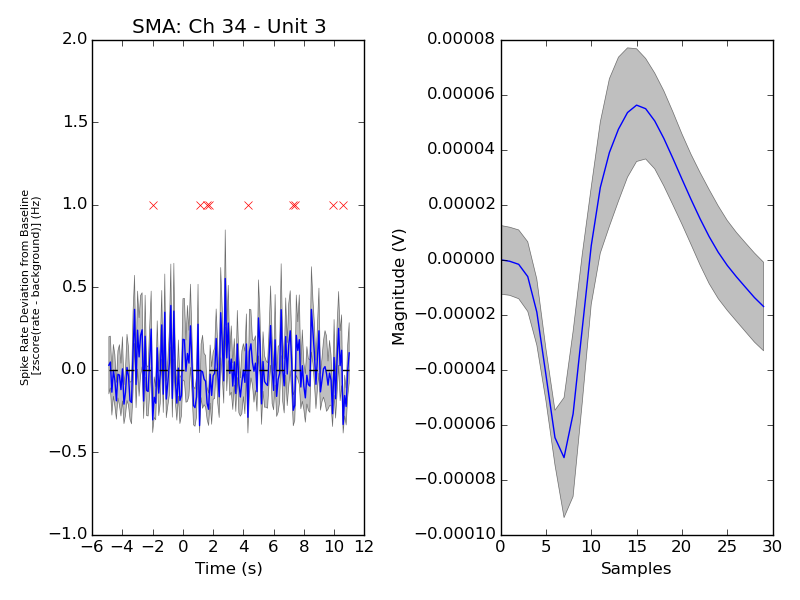 SMA: Ch 34 - Unit 3
Spike Rate Deviation from Baseline
[zscore(rate - background)] (Hz)
2.0
1.5
1.0
0.5
0.0
−0.5
−1.0
−6 −4 −2 0 2 4 6 8 10 12
Time (s)
Magnitude (V)
0.00008
0.00006
0.00004
0.00002
0.00000
−0.00002
−0.00004
−0.00006
−0.00008
−0.00010
0 5 10 15 20 25 30
Samples